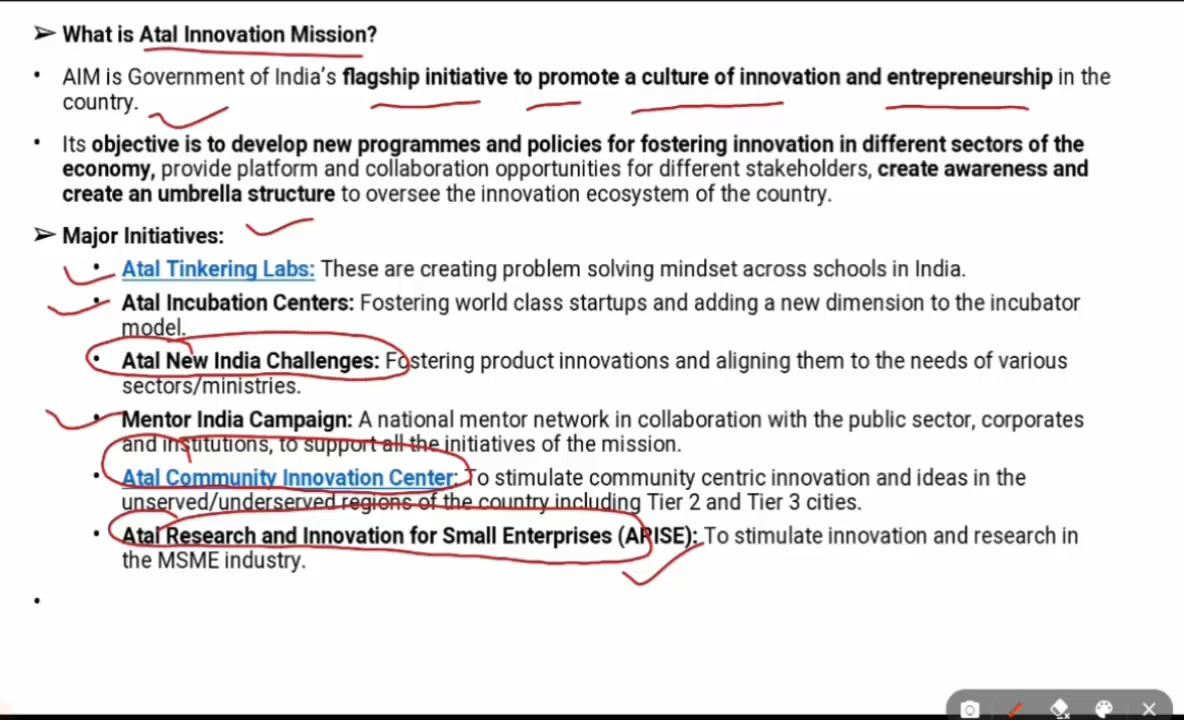 ➢ What is Atal Innovation Mission?
• AIM is Government of India's flagship initiative to promote a culture of innovation and entrepreneurship in the
country.
• Its objective is to develop new programmes and policies for fostering innovation in different sectors of the
economy, provide platform and collaboration opportunities for different stakeholders, create awareness and
create an umbrella structure to oversee the innovation ecosystem of the country.
➢ Major Initiatives:
• Atal Tinkering Labs: These are creating problem solving mindset across schools in India.
• Atal Incubation Centers: Fostering world class startups and adding a new dimension to the incubator
model.
• Atal New India Challenges: Fostering product innovations and aligning them to the needs of various
sectors/ministries.
• Mentor India Campaign: A national mentor network in collaboration with the public sector, corporates
and institutions, to support all the initiatives of the mission.
• Atal Community Innovation Center: To stimulate community centric innovation and ideas in the
unserved/underserved regions of the country including Tier 2 and Tier 3 cities.
• Atal Research and Innovation for Small Enterprises (ARISE): To stimulate innovation and research in
the MSME industry.
•